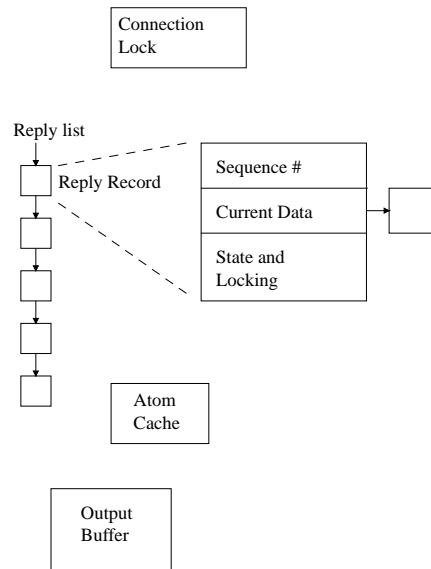 Connection
Lock
Reply list
Reply Record
Sequence #
Current Data
State and
Locking
Atom
Cache
Output
Buffer